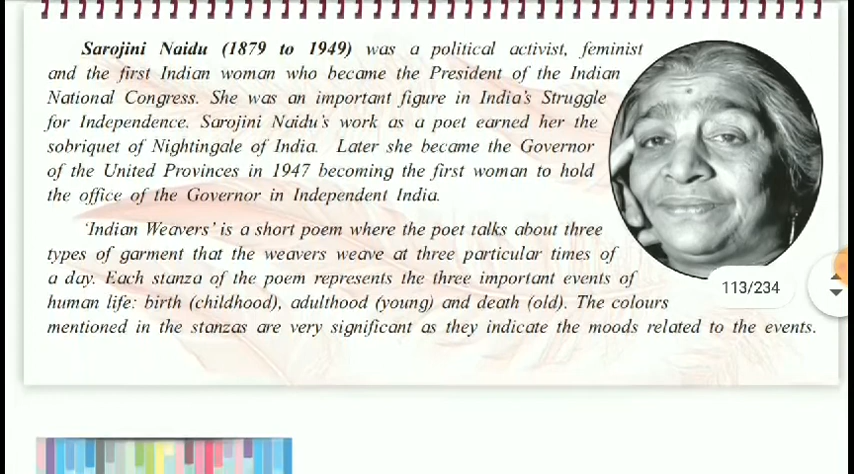 Sarojini Naidu (1879 to 1949) was a political activist, feminist
and the first Indian woman who became the President of the Indian
National Congress. She was an important figure in India's Struggle
for Independence. Sarojini Naidu's work as a poet earned her the
sobriquet of Nightingale of India. Later she became the Governor
of the United Provinces in 1947 becoming the first woman to hold
the office of the Governor in Independent India.
'Indian Weavers' is a short poem where the poet talks about three
types of garment that the weavers weave at three particular times of
a day. Each stanza of the poem represents the three important events of
human life: birth (childhood), adulthood (young) and death (old). The colours
mentioned in the stanzas are very significant as they indicate the moods related to the events.
113/234